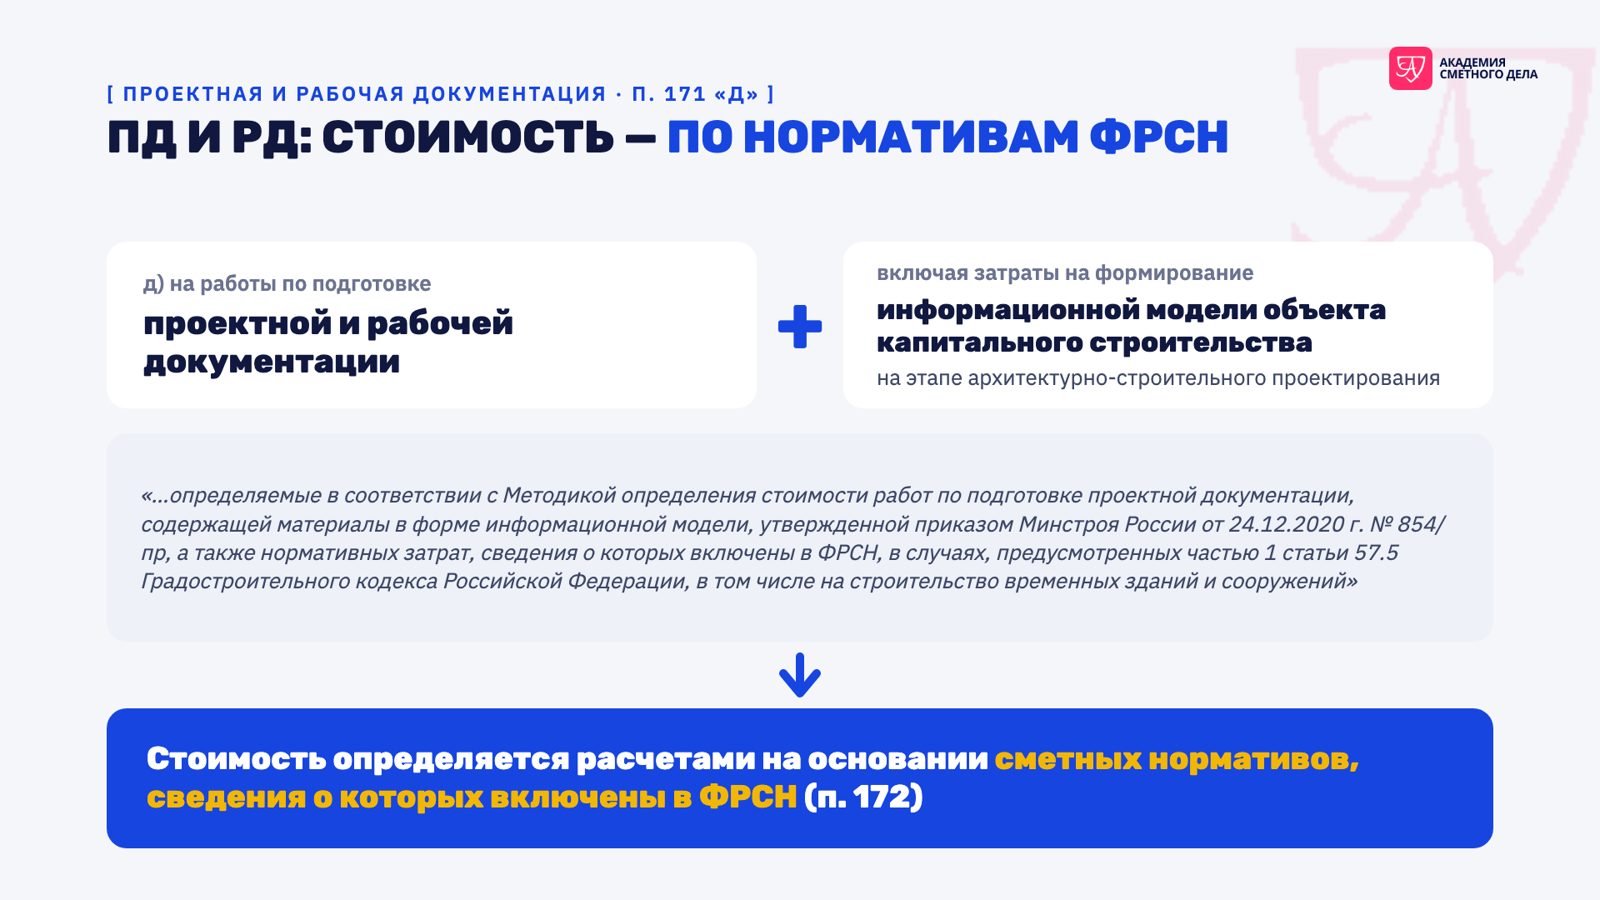 АКАДЕМИЯ
СМЕТНОГО ДЕЛА
[ ПРОЕКТНАЯ И РАБОЧАЯ ДОКУМЕНТАЦИЯ · П. 171 «Д» ]
ПД И РД: СТОИМОСТЬ — ПО НОРМАТИВАМ ФРСН
д) на работы по подготовке
проектной и рабочей
документации
включая затраты на формирование
информационной модели объекта
капитального строительства
на этапе архитектурно-строительного проектирования
«...определяемые в соответствии с Методикой определения стоимости работ по подготовке проектной документации,
содержащей материалы в форме информационной модели, утвержденной приказом Минстроя России от 24.12.2020 г. № 854/
пр, а также нормативных затрат, сведения о которых включены в ФРСН, в случаях, предусмотренных частью 1 статьи 57.5
Градостроительного кодекса Российской Федерации, в том числе на строительство временных зданий и сооружений»
Стоимость определяется расчетами на основании сметных нормативов,
сведения о которых включены в ФРСН (п. 172)